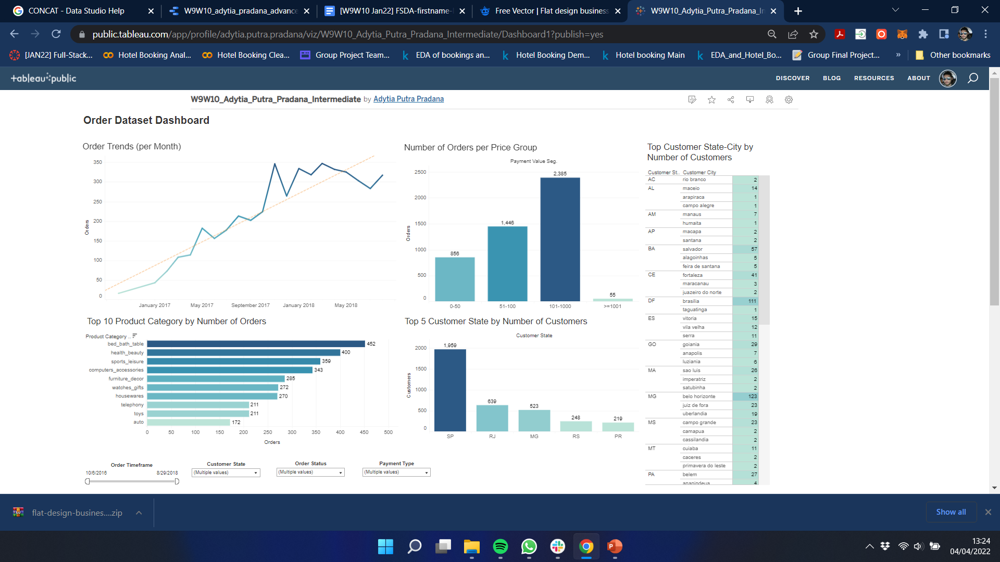 CONCAT - Data Studio Help
W9W10_adytia_pradana_advance
[W9W10 Jan22] FSDA-firstname-
Free Vector | Flat design business
W9W10_Adytia_Putra_Pradana_In
public.tableau.com/app/profile/adytia.putra.pradana/viz/W9W10_Adytia_Putra_Pradana_Intermediate/Dashboard1?publish=yes
[JAN22] Full-Stack...
Hotel Booking Anal...
Hotel Booking Clea...
Group Project Team...
EDA of bookings an...
Hotel Booking Dem...
Hotel booking Main
EDA_and_Hotel_Bo...
Group Final Project...
»
Other bookmarks
+ableau public
DISCOVER
BLOG
RESOURCES
ABOUT
W9W10_Adytia_Putra_Pradana_Intermediate by Adytia Putra Pradana
Order Dataset Dashboard
Order Trends (per Month)
Orders
350
300
250
200
150
100
50
0
January 2017
May 2017
September 2017
January 2018
May 2018
Number of Orders per Price Group
Payment Value Seg.
Orders
2500
2000
1500
1000
500
0
856
1,446
2,385
55
0-50
51-100
101-1000
>=1001
Top 10 Product Category by Number of Orders
Product Category ..
bed_bath_table 452
health_beauty 400
sports_leisure 359
computers_accessories 343
furniture_decor 285
watches_gifts 272
housewares 270
telephony 211
toys 211
auto 172
0 50 100 150 200 250 300 350 400 450 500
Orders
Top 5 Customer State by Number of Customers
Customer State
Customers
2000
1500
1000
500
0
1,959
639
523
248
219
SP
RJ
MG
RS
PR
Top Customer State-City by
Number of Customers
Customer St.. Customer City
AC rio branco 2
AL maceio 14
arapiraca 1
campo alegre 1
AM manaus 7
humaita 1
AP macapa 2
santana 2
BA salvador 57
alagoinhas 5
feira de santana 5
CE fortaleza 41
maracanau 3
juazeiro do norte 2
DF brasilia 111
taguatinga 1
ES vitoria 15
vila velha 12
serra 11
GO goiania 29
anapolis 7
luziania 6
MA sao luis 26
imperatriz 2
satubinha 2
MG belo horizonte 123
juiz de fora 23
uberlandia 19
MS campo grande 23
camapua 2
cassilandia 2
MT cuiaba 11
caceres 2
primavera do leste 2
PA belem 27
ananindeua 4
Order Timeframe
10/6/2016 8/29/2018
Customer State
(Multiple values)
Order Status
(Multiple values)
Payment Type
(Multiple values)
flat-design-busines....zip
Show all
13:24
04/04/2022